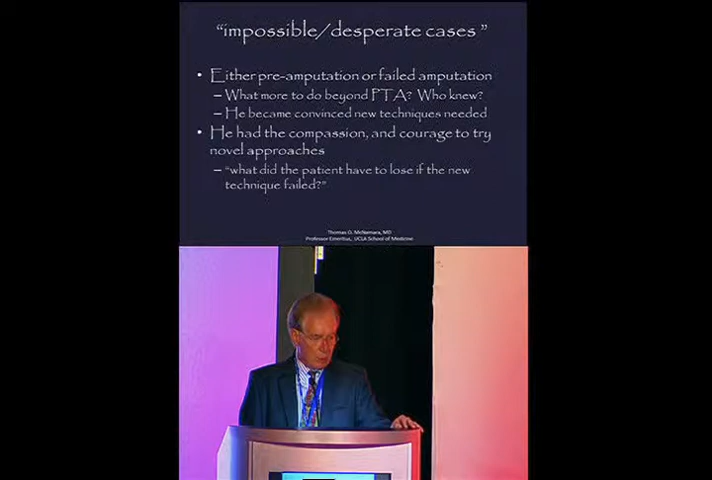 “impossible/desperate cases ”
• Either pre-amputation or failed amputation
– What more to do beyond PTA? Who knew?
– He became convinced new techniques needed
• He had the compassion, and courage to try
novel approaches
– “what did the patient have to lose if the new
technique failed?”
Thomas O. McNamara, MD
Professor Emeritus, UCLA School of Medicine